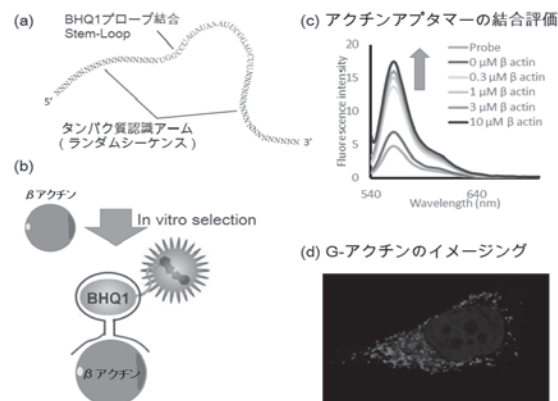 (a)
BHQ1プローブ結合
Stem-Loop
5'
3'
タンパク質認識アーム
(ランダムシーケンス)
(b)
βアクチン
In vitro selection
BHQ1
βアクチン
(c) アクチンアプタマーの結合評価
Fluorescence intensity
20
15
10
5
0
Probe
0 μM β actin
0.3 μM β actin
1 μM β actin
3 μM β actin
10 μM β actin
540
640
Wavelength (nm)
(d) G-アクチンのイメージング